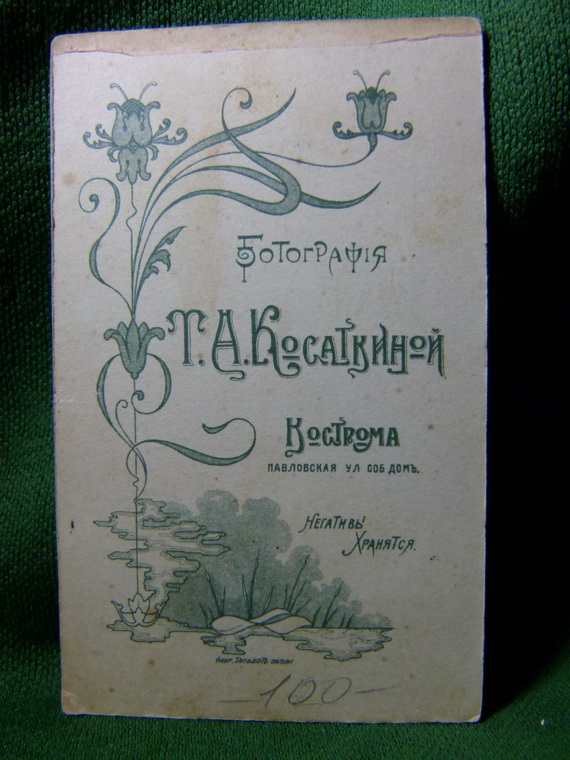 Фотографія
Т. А. Косаткиной
Кострома
ПАВЛОВСКАЯ УЛ СОБ ДОМЪ.
Негативы
Хранятся.
—100—